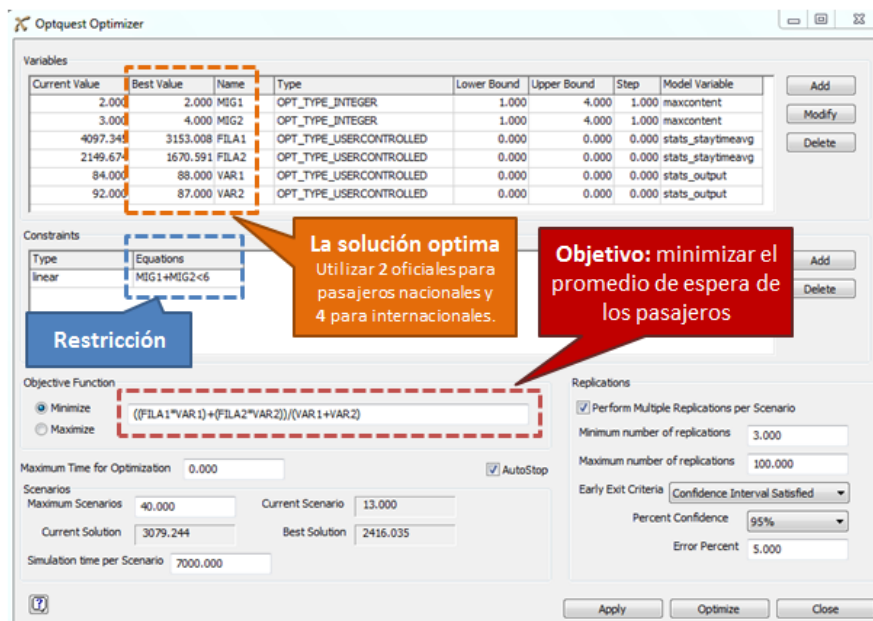 Optquest Optimizer
Variables
Current Value Best Value Name Type Lower Bound Upper Bound Step Model Variable
2.000 2.000 MIG1 OPT_TYPE_INTEGER 1.000 4.000 1.000 maxcontent
3.000 4.000 MIG2 OPT_TYPE_INTEGER 1.000 4.000 1.000 maxcontent
4097.345 3153.008 FILA1 OPT_TYPE_USERCONTROLLED 0.000 0.000 0.000 stats_staytimeavg
2149.674 1670.591 FILA2 OPT_TYPE_USERCONTROLLED 0.000 0.000 0.000 stats_staytimeavg
84.000 88.000 VAR1 OPT_TYPE_USERCONTROLLED 0.000 0.000 0.000 stats_output
92.000 87.000 VAR2 OPT_TYPE_USERCONTROLLED 0.000 0.000 0.000 stats_output
Add
Modify
Delete
Constraints
Type Equations
linear MIG1+MIG2<6
Add
Delete
Restricción
La solución optima
Utilizar 2 oficiales para
pasajeros nacionales y
4 para internacionales.
Objetivo: minimizar el
promedio de espera de
los pasajeros
Objective Function
Minimize
Maximize
((FILA1*VAR1)+(FILA2*VAR2))/(VAR1+VAR2)
Maximum Time for Optimization 0.000
AutoStop
Scenarios
Maximum Scenarios 40.000 Current Scenario 13.000
Current Solution 3079.244 Best Solution 2416.035
Simulation time per Scenario 7000.000
Replications
Perform Multiple Replications per Scenario
Minimum number of replications 3.000
Maximum number of replications 100.000
Early Exit Criteria Confidence Interval Satisfied
Percent Confidence 95%
Error Percent 5.000
?
Apply Optimize Close